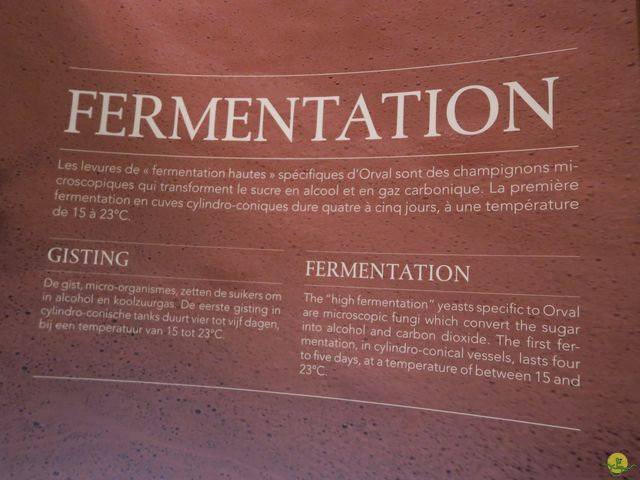 FERMENTATION
Les levures de « fermentation hautes » spécifiques d'Orval sont des champignons mi-
croscopiques qui transforment le sucre en alcool et en gaz carbonique. La première
fermentation en cuves cylindro-coniques dure quatre à cinq jours, à une température
de 15 à 23°C.
GISTING
De gist, micro-organismes, zetten de suikers om
in alcohol en koolzuurgas. De eerste gisting in
cylindro-conische tanks duurt vier tot vijf dagen,
bij een temperatuur van 15 tot 23°C.
FERMENTATION
The "high fermentation" yeasts specific to Orval
are microscopic fungi which convert the sugar
into alcohol and carbon dioxide. The first fer-
mentation, in cylindro-conical vessels, lasts four
to five days, at a temperature of between 15 and
23°C.